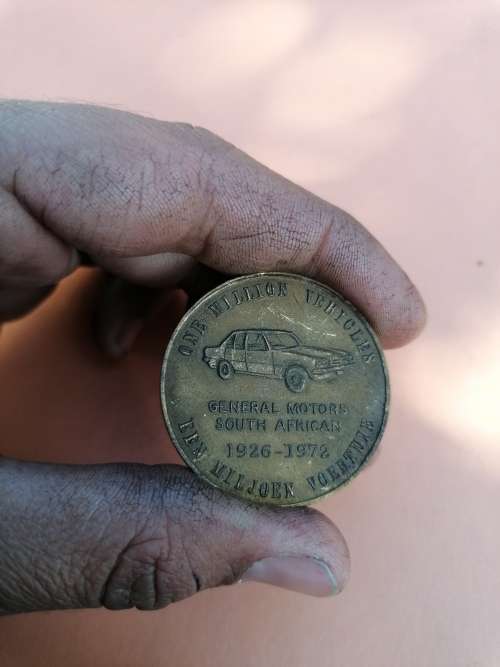 ONE MILLION VEHICLES
GENERAL MOTORS
SOUTH AFRICAN
1926-1972
EEN MILJOEN VOERTUIE